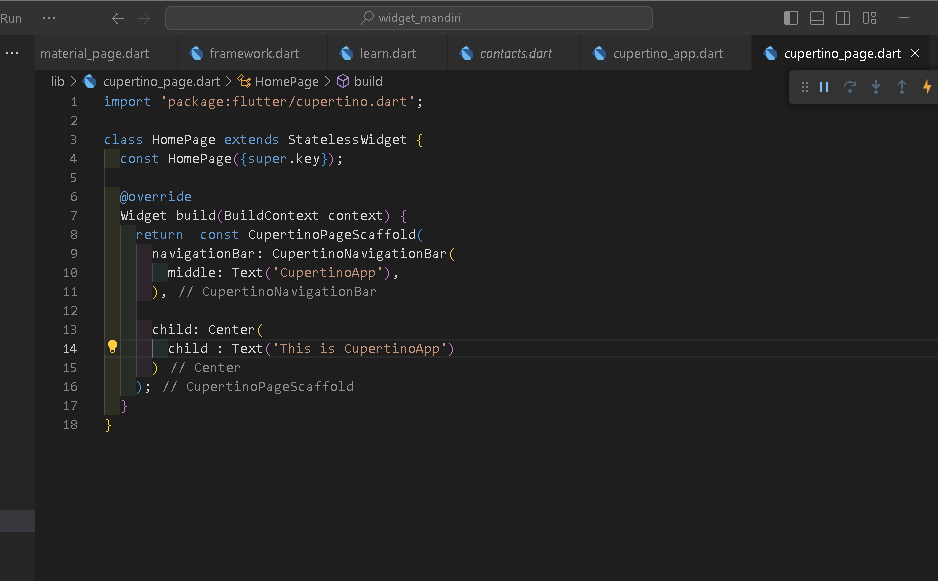 Run ··· widget_mandiri
··· material_page.dart framework.dart learn.dart contacts.dart cupertino_app.dart cupertino_page.dart
lib > cupertino_page.dart > HomePage > build
1 import 'package:flutter/cupertino.dart';
2
3 class HomePage extends StatelessWidget {
4 const HomePage({super.key});
5
6 @override
7 Widget build(BuildContext context) {
8 return  const CupertinoPageScaffold(
9 navigationBar: CupertinoNavigationBar(
10 middle: Text('CupertinoApp'),
11 ), // CupertinoNavigationBar
12
13 child: Center(
14 child : Text('This is CupertinoApp')
15 ) // Center
16 ); // CupertinoPageScaffold
17 }
18 }